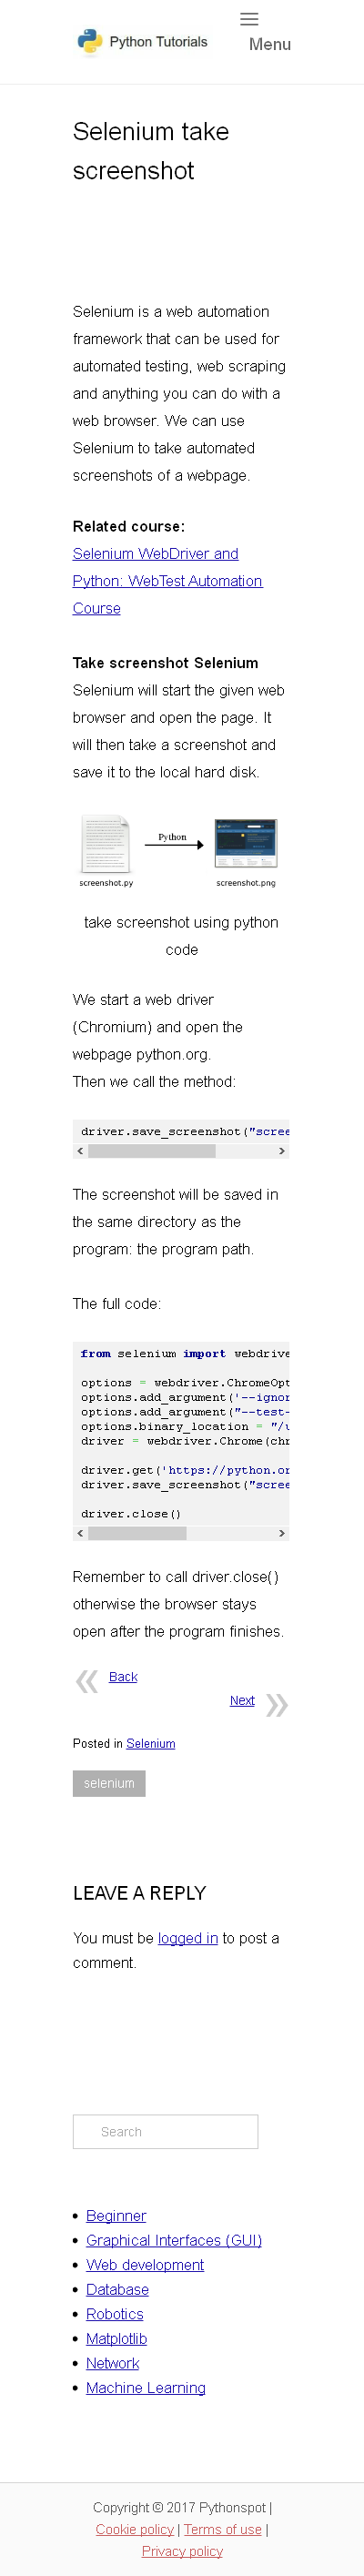 Python Tutorials
Menu
Selenium take
screenshot
Selenium is a web automation
framework that can be used for
automated testing, web scraping
and anything you can do with a
web browser. We can use
Selenium to take automated
screenshots of a webpage.
Related course:
Selenium WebDriver and
Python: WebTest Automation
Course
Take screenshot Selenium
Selenium will start the given web
browser and open the page. It
will then take a screenshot and
save it to the local hard disk.
Python
screenshot.py
screenshot.png
take screenshot using python
code
We start a web driver
(Chromium) and open the
webpage python.org.
Then we call the method:
driver.save_screenshot("scree
The screenshot will be saved in
the same directory as the
program: the program path.
The full code:
from selenium import webdrive
options = webdriver.ChromeOpt
options.add_argument('--ignor
options.add_argument("--test-
options.binary_location = "/u
driver = webdriver.Chrome(chr
driver.get('https://python.or
driver.save_screenshot("scree
driver.close()
Remember to call driver.close()
otherwise the browser stays
open after the program finishes.
Back
Next
Posted in Selenium
selenium
LEAVE A REPLY
You must be logged in to post a
comment.
Search
Beginner
Graphical Interfaces (GUI)
Web development
Database
Robotics
Matplotlib
Network
Machine Learning
Copyright © 2017 Pythonspot |
Cookie policy | Terms of use |
Privacy policy